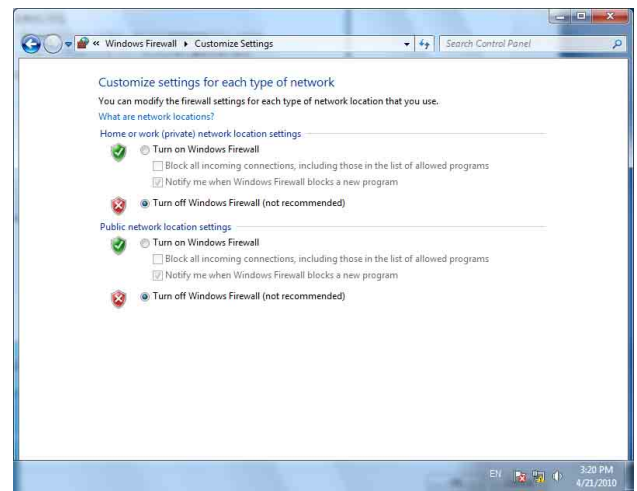 « Windows Firewall ▸ Customize Settings
Search Control Panel
Customize settings for each type of network
You can modify the firewall settings for each type of network location that you use.
What are network locations?
Home or work (private) network location settings
Turn on Windows Firewall
Block all incoming connections, including those in the list of allowed programs
Notify me when Windows Firewall blocks a new program
Turn off Windows Firewall (not recommended)
Public network location settings
Turn on Windows Firewall
Block all incoming connections, including those in the list of allowed programs
Notify me when Windows Firewall blocks a new program
Turn off Windows Firewall (not recommended)
EN
3:20 PM
4/21/2010